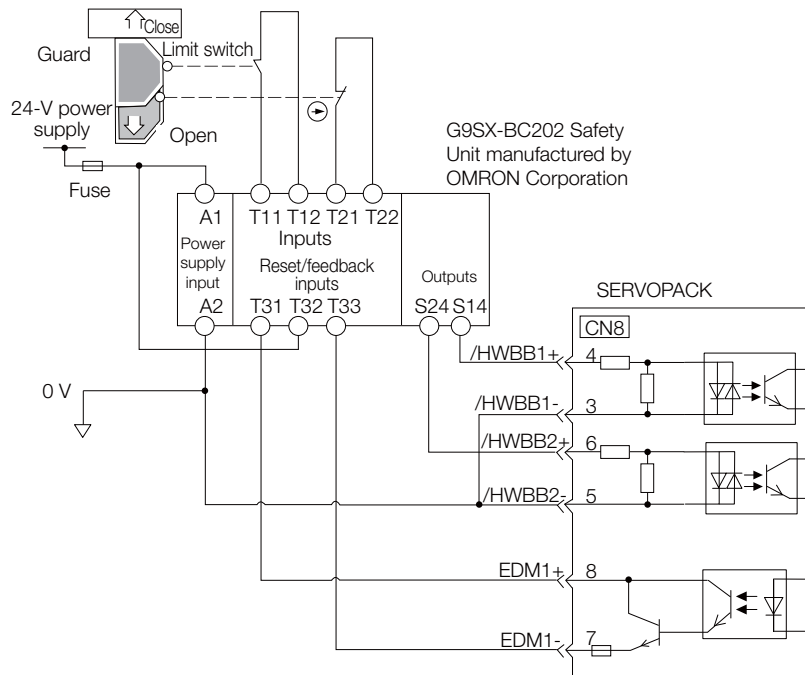 Close
Guard
Limit switch
24-V power
supply
Open
Fuse
G9SX-BC202 Safety
Unit manufactured by
OMRON Corporation
A1
T11
T12
T21
T22
Inputs
Power
supply
input
Reset/feedback
inputs
Outputs
A2
T31
T32
T33
S24
S14
SERVOPACK
CN8
/HWBB1+
4
0 V
/HWBB1-
3
/HWBB2+
6
/HWBB2-
5
EDM1+
8
EDM1-
7